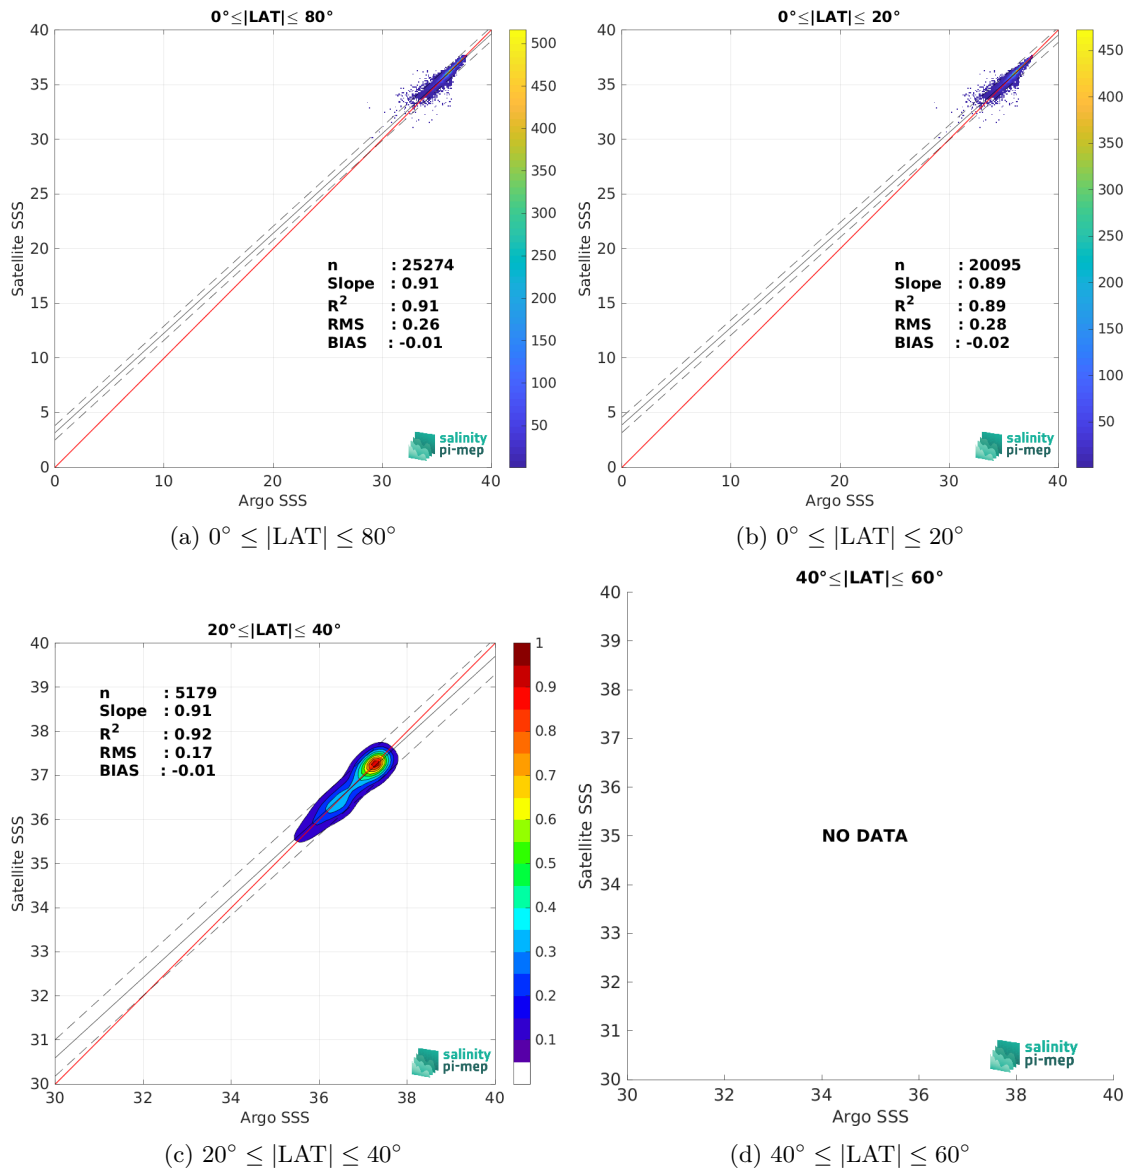 0°≤|LAT|≤ 80°
40
35
30
25
20
15
10
5
0
0
10
20
30
40
Satellite SSS
Argo SSS
n : 25274
Slope : 0.91
R² : 0.91
RMS : 0.26
BIAS : -0.01
salinity
pi-mep
500
450
400
350
300
250
200
150
100
50
(a) 0° ≤ |LAT| ≤ 80°
0°≤|LAT|≤ 20°
40
35
30
25
20
15
10
5
0
0
10
20
30
40
Satellite SSS
Argo SSS
n : 20095
Slope : 0.89
R² : 0.89
RMS : 0.28
BIAS : -0.02
salinity
pi-mep
450
400
350
300
250
200
150
100
50
(b) 0° ≤ |LAT| ≤ 20°
20°≤|LAT|≤ 40°
40
39
38
37
36
35
34
33
32
31
30
30
32
34
36
38
40
Satellite SSS
Argo SSS
n : 5179
Slope : 0.91
R² : 0.92
RMS : 0.17
BIAS : -0.01
salinity
pi-mep
1
0.9
0.8
0.7
0.6
0.5
0.4
0.3
0.2
0.1
(c) 20° ≤ |LAT| ≤ 40°
40°≤|LAT|≤ 60°
40
39
38
37
36
35
34
33
32
31
30
30
32
34
36
38
40
Satellite SSS
Argo SSS
NO DATA
salinity
pi-mep
(d) 40° ≤ |LAT| ≤ 60°